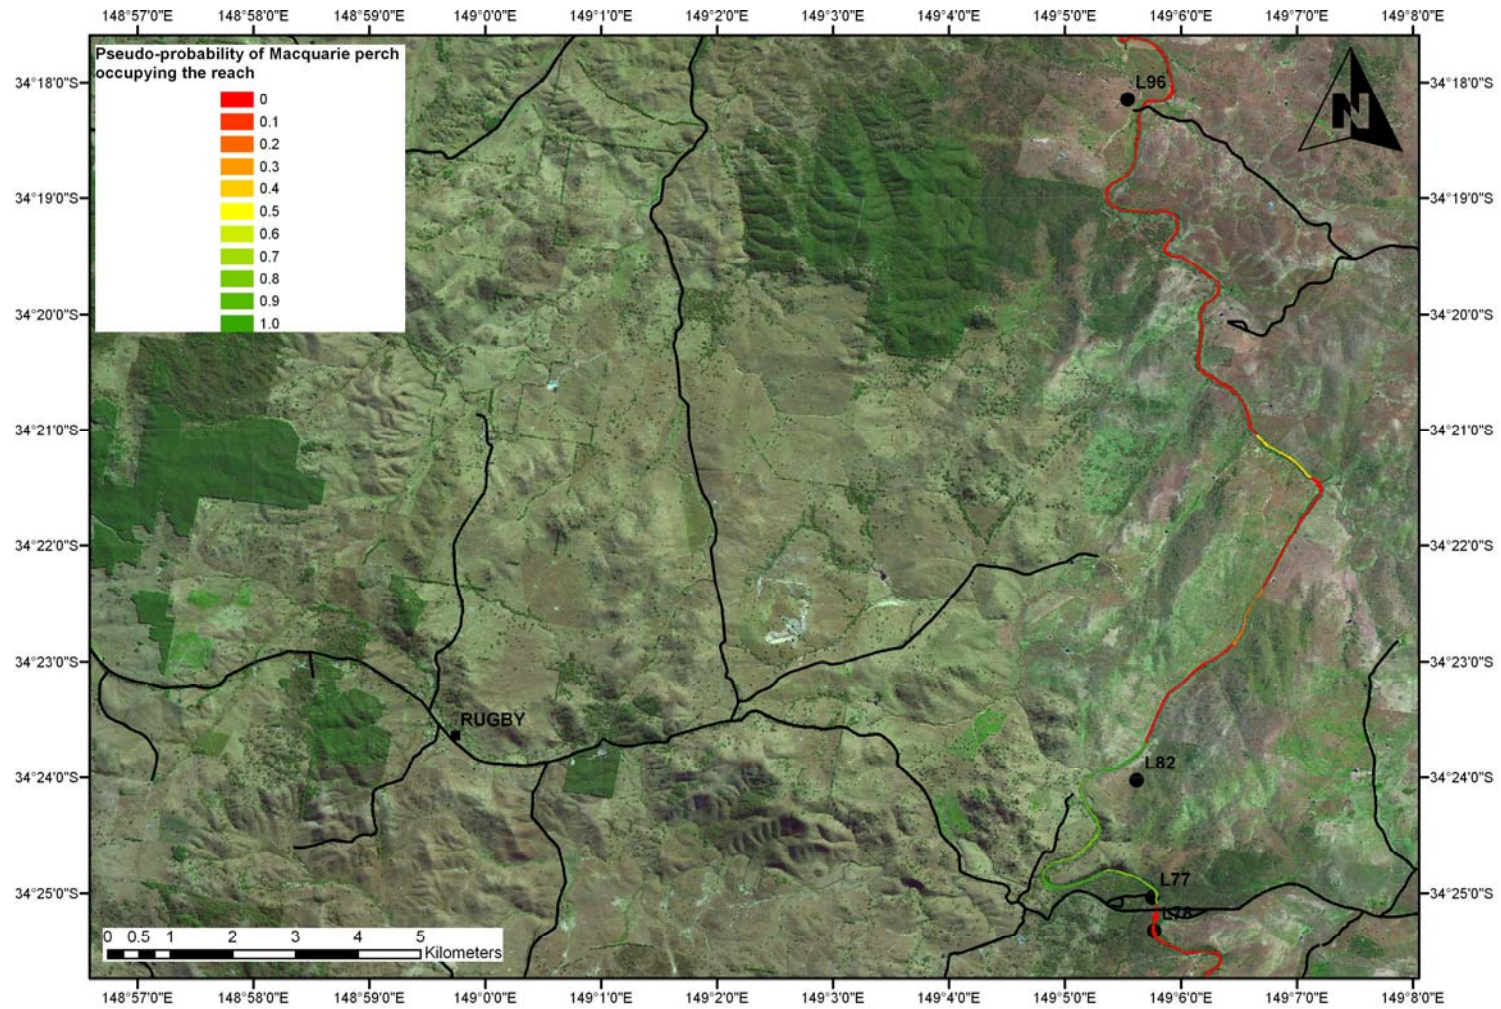 148°57'0"E 148°58'0"E 148°59'0"E 149°0'0"E 149°1'0"E 149°2'0"E 149°3'0"E 149°4'0"E 149°5'0"E 149°6'0"E 149°7'0"E 149°8'0"E
Pseudo-probability of Macquarie perch
occupying the reach
0
0.1
0.2
0.3
0.4
0.5
0.6
0.7
0.8
0.9
1.0
34°18'0"S L96 N 34°18'0"S
34°19'0"S 34°19'0"S
34°20'0"S 34°20'0"S
34°21'0"S 34°21'0"S
34°22'0"S 34°22'0"S
34°23'0"S 34°23'0"S
RUGBY
L82
34°24'0"S 34°24'0"S
L77
34°25'0"S 34°25'0"S
L78
0 0.5 1 2 3 4 5
Kilometers
148°57'0"E 148°58'0"E 148°59'0"E 149°0'0"E 149°1'0"E 149°2'0"E 149°3'0"E 149°4'0"E 149°5'0"E 149°6'0"E 149°7'0"E 149°8'0"E